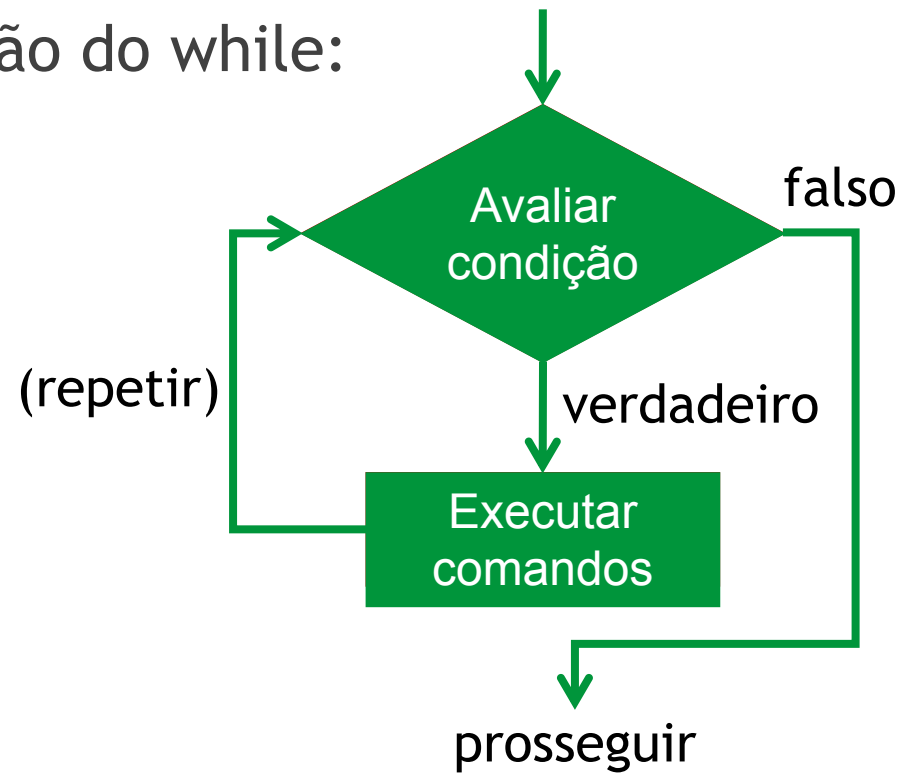 ão do while:
Avaliar
condição
falso
(repetir)
verdadeiro
Executar
comandos
prosseguir